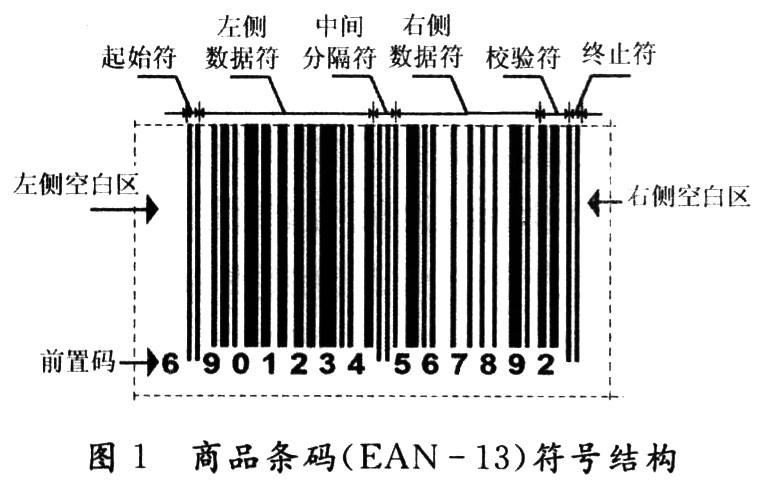 左侧 中间 右侧
起始符 数据符 分隔符 数据符 校验符 终止符
左侧空白区
右侧空白区
前置码 6 901234 567892
图 1 商品条码(EAN-13)符号结构